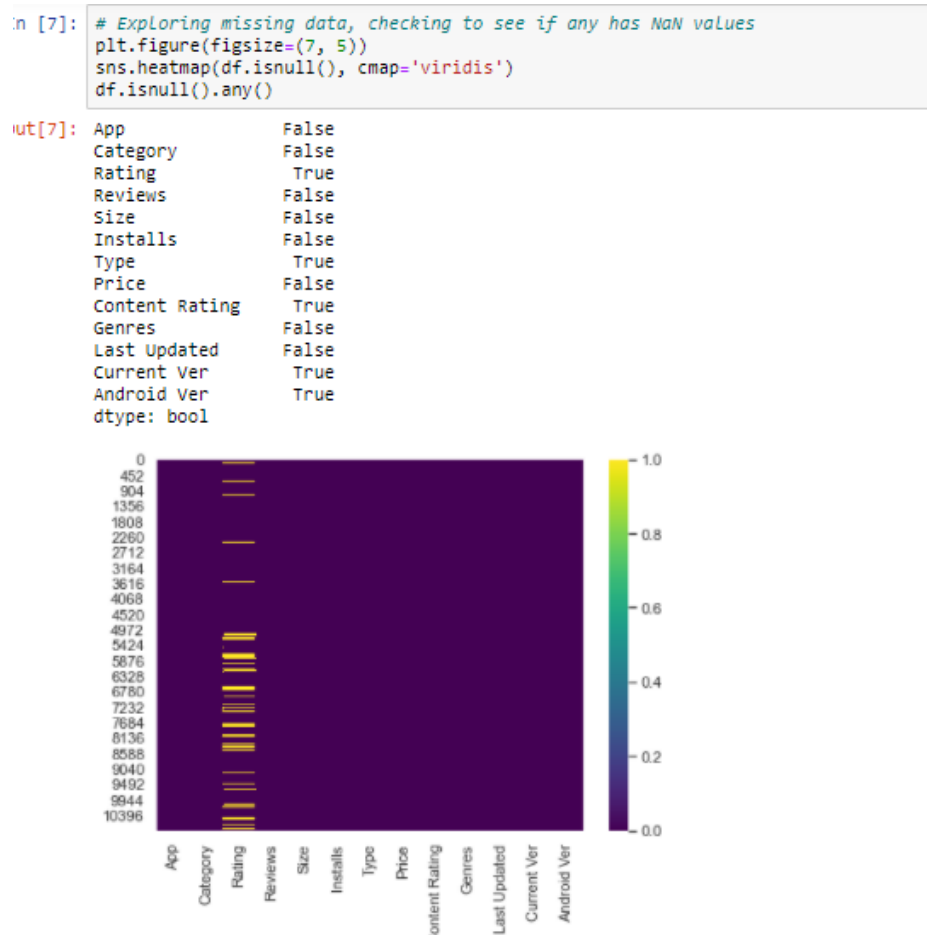 In [7]: # Exploring missing data, checking to see if any has NaN values
plt.figure(figsize=(7, 5))
sns.heatmap(df.isnull(), cmap='viridis')
df.isnull().any()
out[7]: App False
Category False
Rating True
Reviews False
Size False
Installs False
Type True
Price False
Content Rating True
Genres False
Last Updated False
Current Ver True
Android Ver True
dtype: bool
0
452
904
1356
1808
2260
2712
3164
3616
4068
4520
4972
5424
5876
6328
6780
7232
7684
8136
8588
9040
9492
9944
10396
1.0
0.8
0.6
0.4
0.2
0.0
App
Category
Rating
Reviews
Size
Installs
Type
Price
ontent Rating
Genres
Last Updated
Current Ver
Android Ver